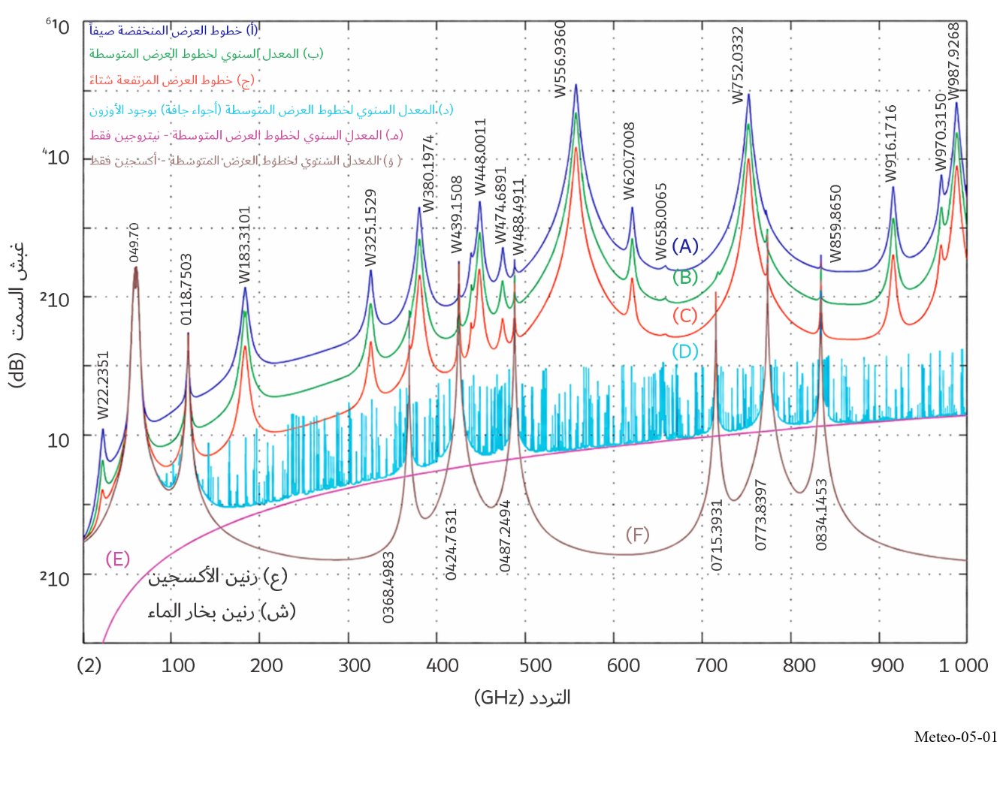 (أ) خطوط العرض المنخفضة صيفاً
(ب) المعدل السنوي لخطوط العرض المتوسطة
(ج) خطوط العرض المرتفعة شتاءً
(د) المعدل السنوي لخطوط العرض المتوسطة (أجواء جافة) بوجود الأوزون
(هـ) المعدل السنوي لخطوط العرض المتوسطة - نيتروجين فقط
(و) المعدل السنوي لخطوط العرض المتوسطة - أكسجين فقط
⁶10
⁴10
210
10
²10
غبش السمت (dB)
W22.2351
049.70
0118.7503
W183.3101
W325.1529
W380.1974
W439.1508
W448.0011
W474.6891
W488.4911
W556.9360
W620.7008
W658.0065
W752.0332
W859.8650
W916.1716
W970.3150
W987.9268
(A)
(B)
(C)
(D)
(E)
(F)
0368.4983
0424.7631
0487.2494
0715.3931
0773.8397
0834.1453
(ع) رنين الأكسجين
(ش) رنين بخار الماء
(2) 100 200 300 400 500 600 700 800 900 1 000
التردد (GHz)
Meteo-05-01